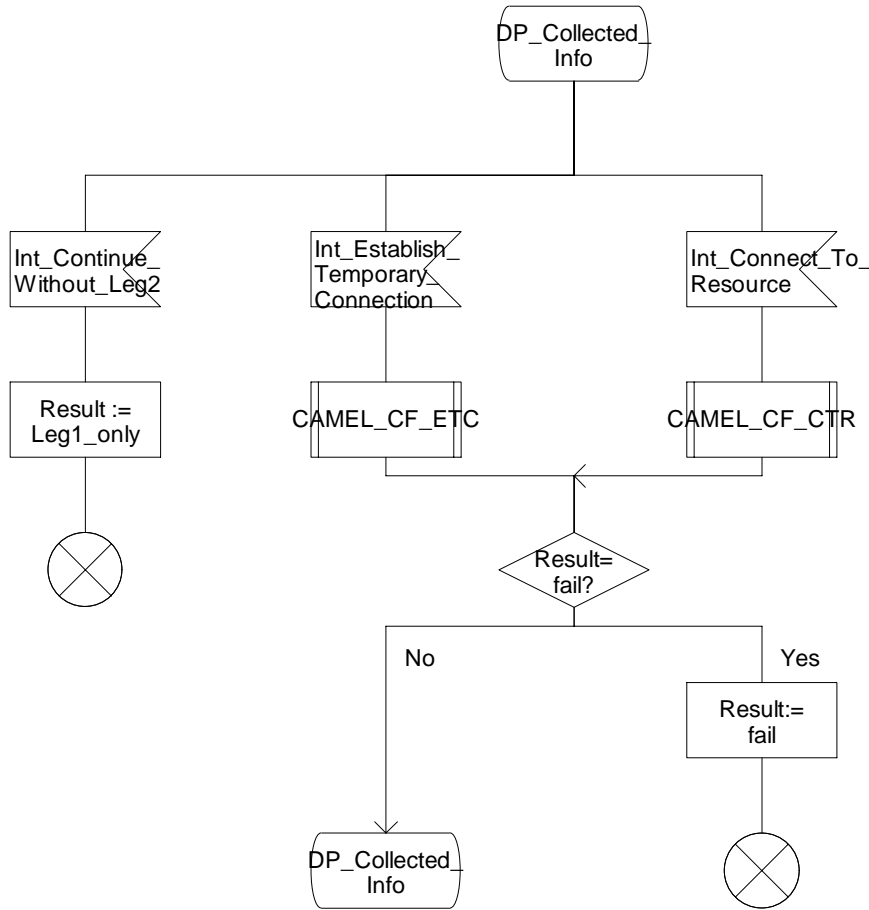 DP_Collected_
Info
Int_Continue_
Without_Leg2
Int_Establish_
Temporary_
Connection
Int_Connect_To_
Resource
Result :=
Leg1_only
CAMEL_CF_ETC
CAMEL_CF_CTR
Result=
fail?
No
Yes
Result:=
fail
DP_Collected_
Info